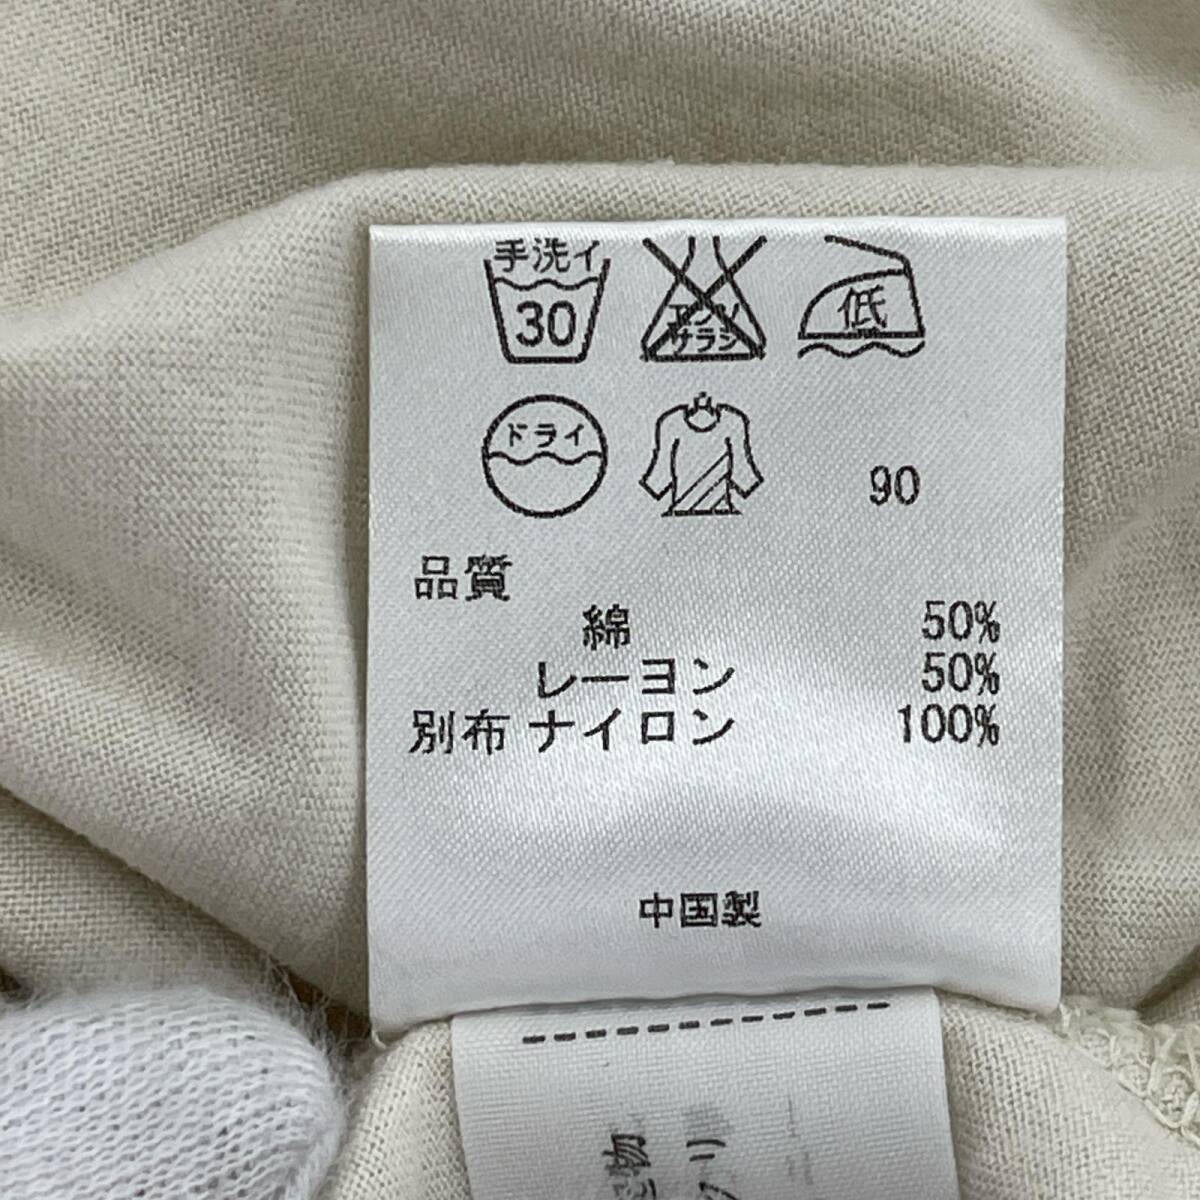 手洗イ
30
エンソ
サラシ
低
ドライ
90
品質
綿 50%
レーヨン 50%
別布 ナイロン 100%
中国製